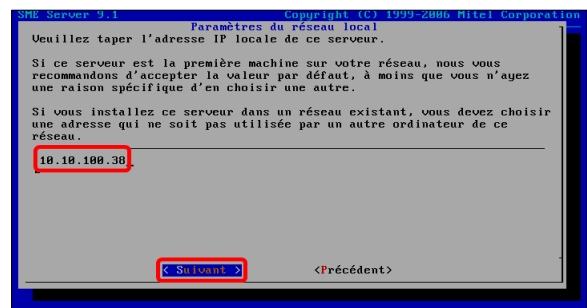 SME Server 9.1 Copyright (C) 1999-2006 Mitel Corporation
Paramètres du réseau local
Veuillez taper l'adresse IP locale de ce serveur.
Si ce serveur est la première machine sur votre réseau, nous vous
recommandons d'accepter la valeur par défaut, à moins que vous n'ayez
une raison spécifique d'en choisir une autre.
Si vous installez ce serveur dans un réseau existant, vous devez choisir
une adresse qui ne soit pas utilisée par un autre ordinateur de ce
réseau.
10.10.100.38_
< Suivant > <Précédent>